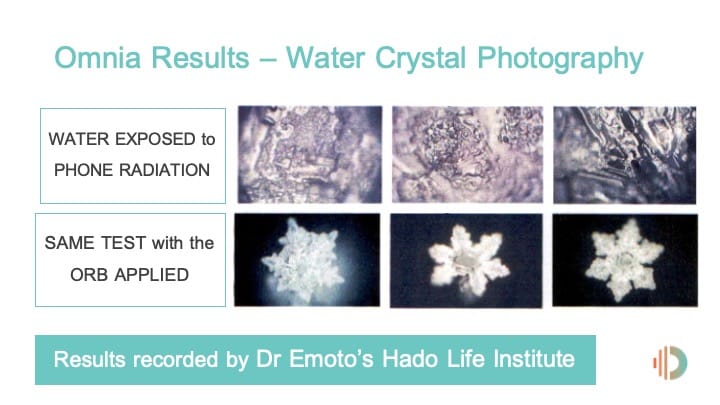 Omnia Results – Water Crystal Photography
WATER EXPOSED to
PHONE RADIATION
SAME TEST with the
ORB APPLIED
Results recorded by Dr Emoto's Hado Life Institute